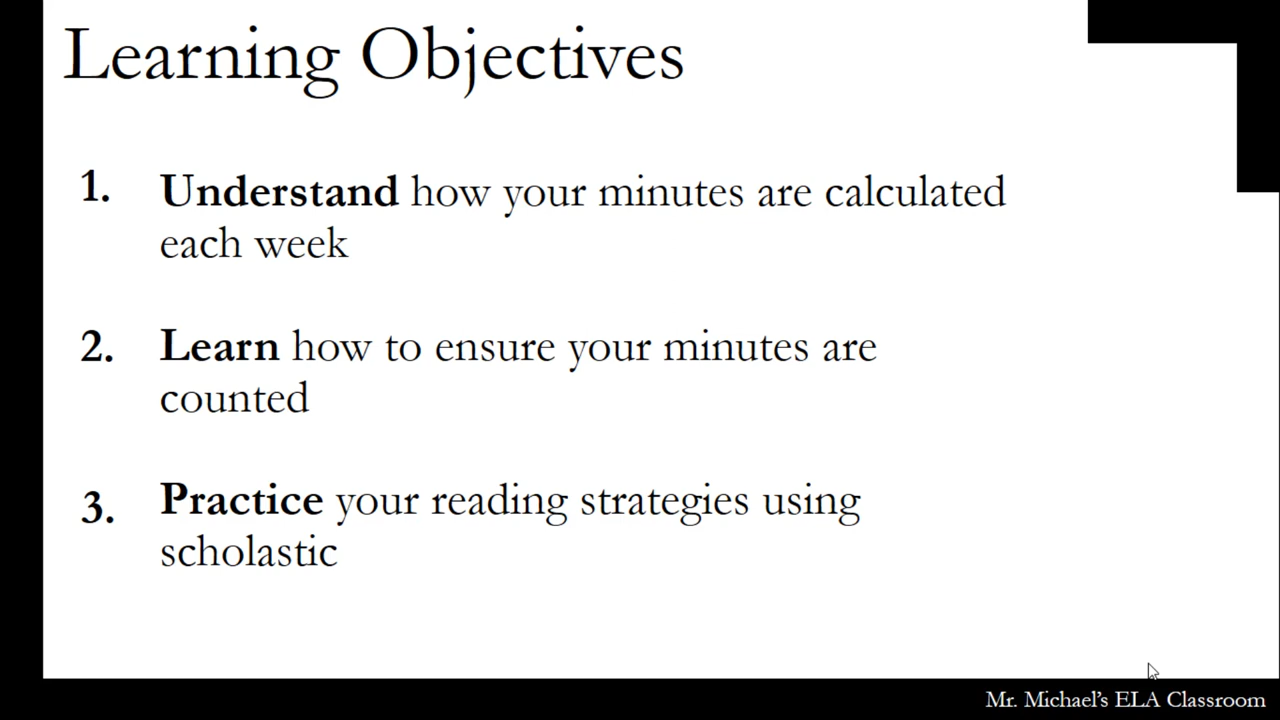 Learning Objectives
1. Understand how your minutes are calculated
each week
2. Learn how to ensure your minutes are
counted
3. Practice your reading strategies using
scholastic
Mr. Michael's ELA Classroom